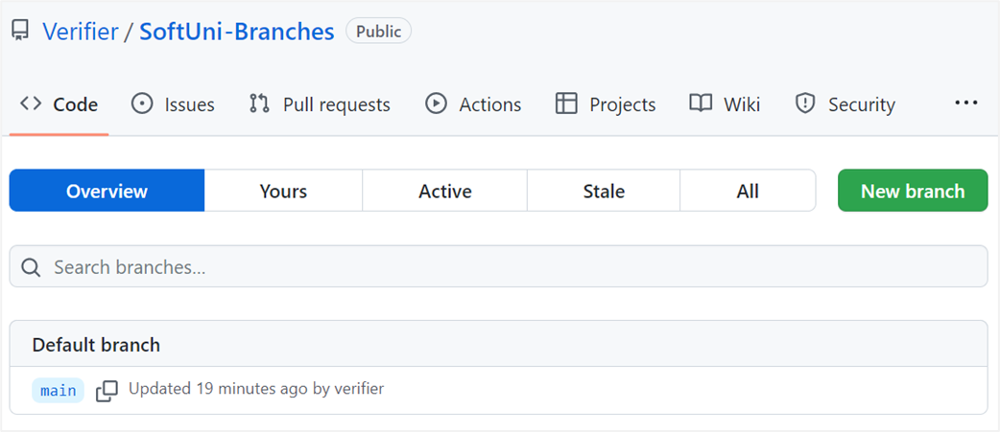 Verifier / SoftUni-Branches Public
Code Issues Pull requests Actions Projects Wiki Security ...
Overview Yours Active Stale All New branch
Search branches...
Default branch
main Updated 19 minutes ago by verifier